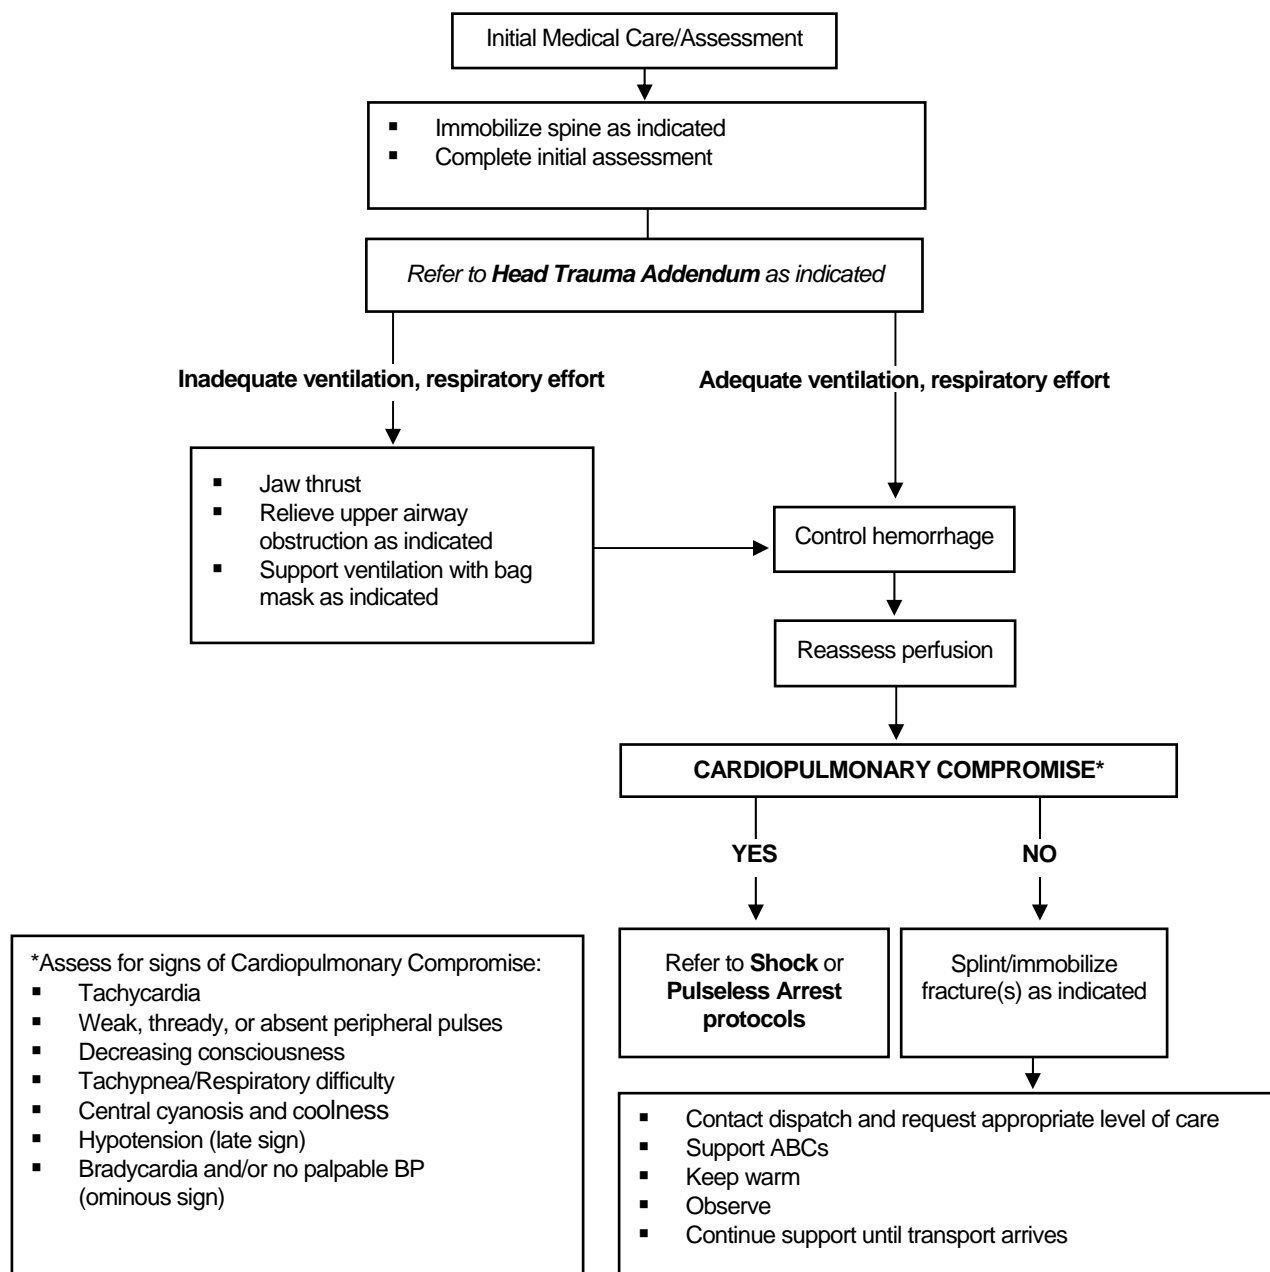 Initial Medical Care/Assessment
▪ Immobilize spine as indicated
▪ Complete initial assessment
Refer to Head Trauma Addendum as indicated
Inadequate ventilation, respiratory effort
Adequate ventilation, respiratory effort
▪ Jaw thrust
▪ Relieve upper airway
obstruction as indicated
▪ Support ventilation with bag
mask as indicated
Control hemorrhage
Reassess perfusion
CARDIOPULMONARY COMPROMISE*
YES
NO
Refer to Shock or
Pulseless Arrest
protocols
Splint/immobilize
fracture(s) as indicated
*Assess for signs of Cardiopulmonary Compromise:
▪ Tachycardia
▪ Weak, thready, or absent peripheral pulses
▪ Decreasing consciousness
▪ Tachypnea/Respiratory difficulty
▪ Central cyanosis and coolness
▪ Hypotension (late sign)
▪ Bradycardia and/or no palpable BP
(ominous sign)
▪ Contact dispatch and request appropriate level of care
▪ Support ABCs
▪ Keep warm
▪ Observe
▪ Continue support until transport arrives